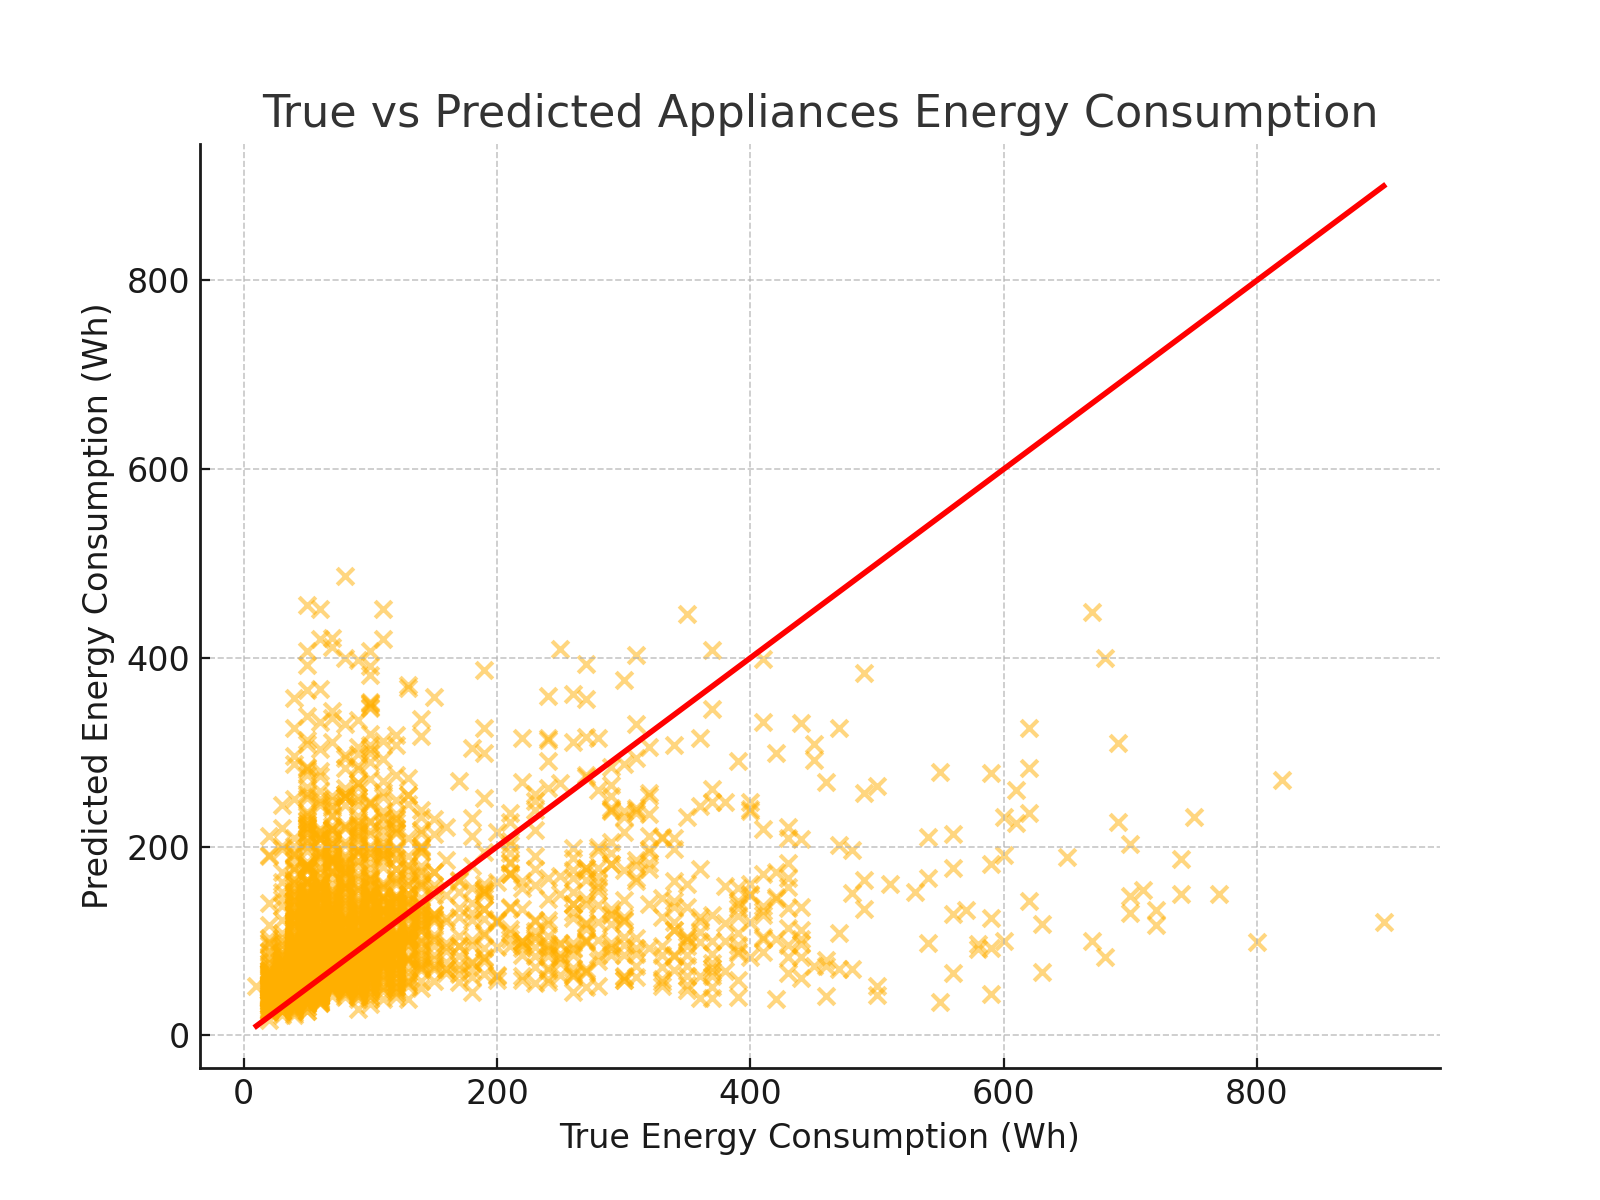 True vs Predicted Appliances Energy Consumption
Predicted Energy Consumption (Wh)
800
600
400
200
0
0 200 400 600 800
True Energy Consumption (Wh)